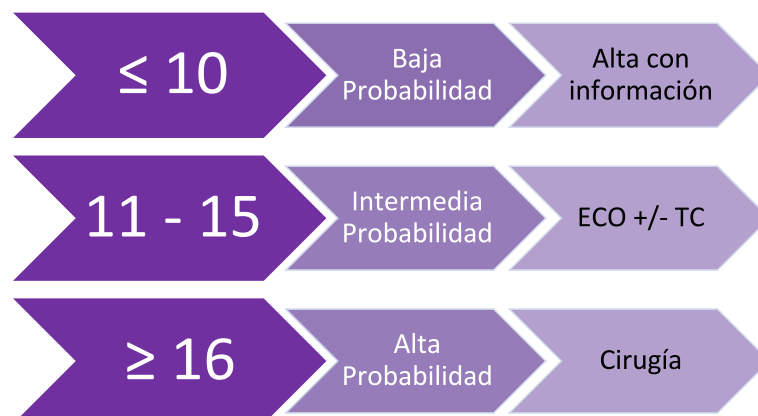 ≤ 10
Baja
Probabilidad
Alta con
información
11 - 15
Intermedia
Probabilidad
ECO +/- TC
≥ 16
Alta
Probabilidad
Cirugía